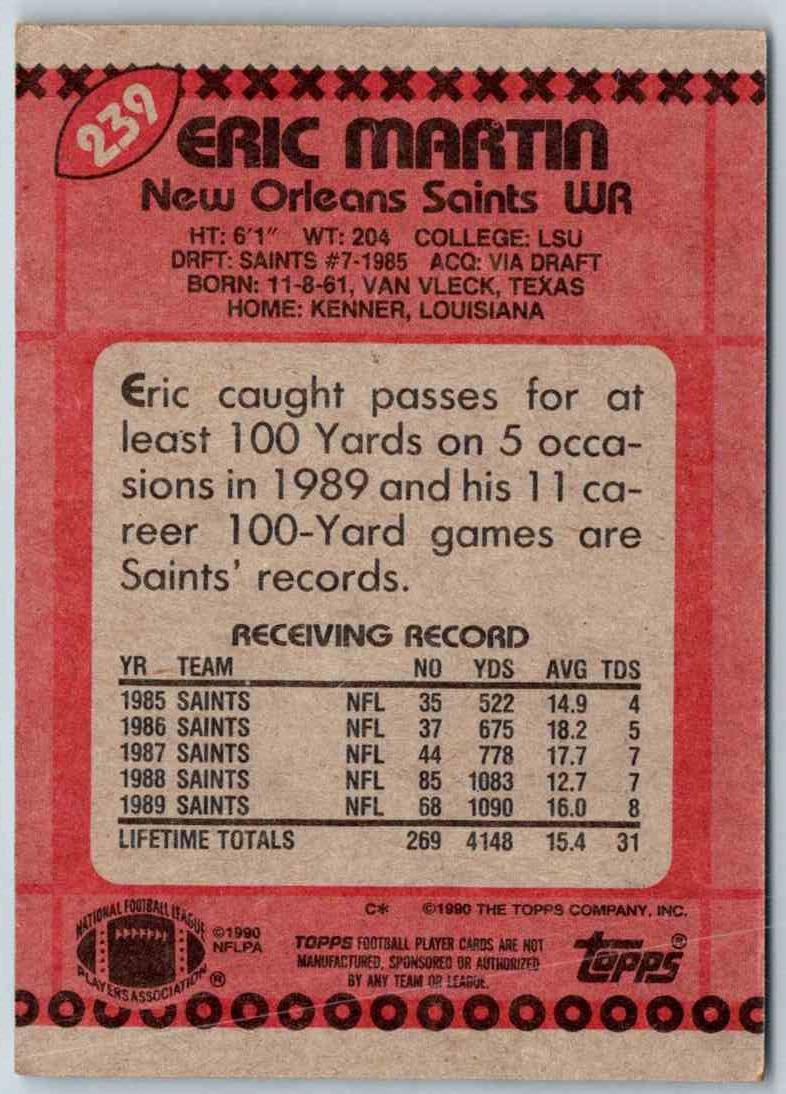 239
ERIC MARTIN
New Orleans Saints WR
HT: 6'1" WT: 204 COLLEGE: LSU
DRFT: SAINTS #7-1985 ACQ: VIA DRAFT
BORN: 11-8-61, VAN VLECK, TEXAS
HOME: KENNER, LOUISIANA
Eric caught passes for at
least 100 Yards on 5 occa-
sions in 1989 and his 11 ca-
reer 100-Yard games are
Saints' records.
RECEIVING RECORD
YR TEAM NO YDS AVG TDS
1985 SAINTS NFL 35 522 14.9 4
1986 SAINTS NFL 37 675 18.2 5
1987 SAINTS NFL 44 778 17.7 7
1988 SAINTS NFL 85 1083 12.7 7
1989 SAINTS NFL 68 1090 16.0 8
LIFETIME TOTALS 269 4148 15.4 31
C* ©1990 THE TOPPS COMPANY, INC.
NATIONAL FOOTBALL LEAGUE
PLAYERS ASSOCIATION ®
©1990
NFLPA
TOPPS FOOTBALL PLAYER CARDS ARE NOT
MANUFACTURED, SPONSORED OR AUTHORIZED
BY ANY TEAM OR LEAGUE.
topps®